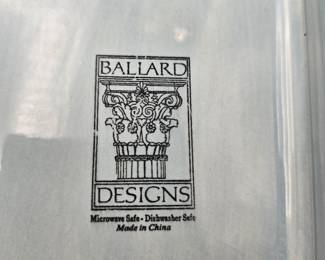 BALLARD
DESIGNS
Microwave Safe - Dishwasher Safe
Made in China